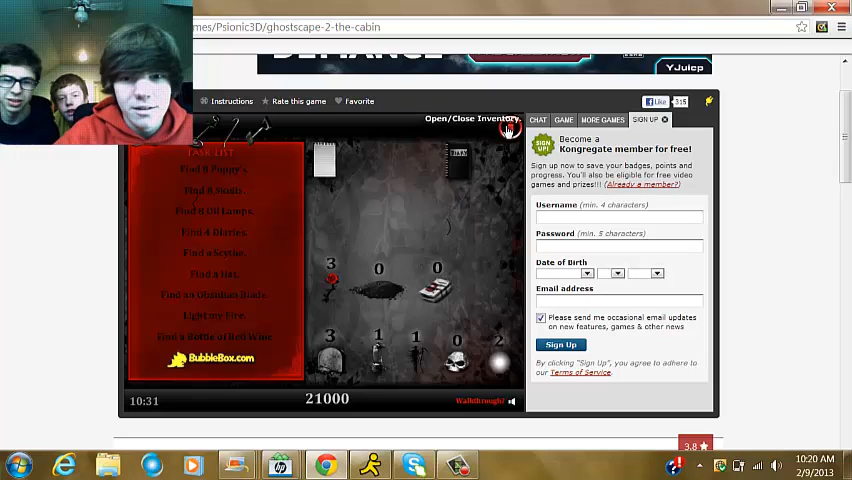 mes/Psionic3D/ghostscape-2-the-cabin
DEFIANCE
YJuiep
Instructions
Rate this game
Favorite
Like
315
Open/Close Inventory.
CHAT
GAME
MORE GAMES
SIGN UP
TASK LIST
Find 8 Poppy's.
Find 8 Skulls.
Find 8 Oil Lamps.
Find 4 Diaries.
Find a Scythe.
Find a Hat.
Find an Obsidian Blade.
Light my Fire.
Find a Bottle of Red Wine
BubbleBox.com
3
0
0
3
1
1
0
2
10:31
21000
Walkthrough!
SIGN UP!
Become a
Kongregate member for free!
Sign up now to save your badges, points and
progress. You'll also be eligible for free video
games and prizes!!! (Already a member?)
Username (min. 4 characters)
Password (min. 5 characters)
Date of Birth
Email address
Please send me occasional email updates
on new features, games & other news
Sign Up
By clicking "Sign Up", you agree to adhere to
our Terms of Service.
3.8
10:20 AM
2/9/2013